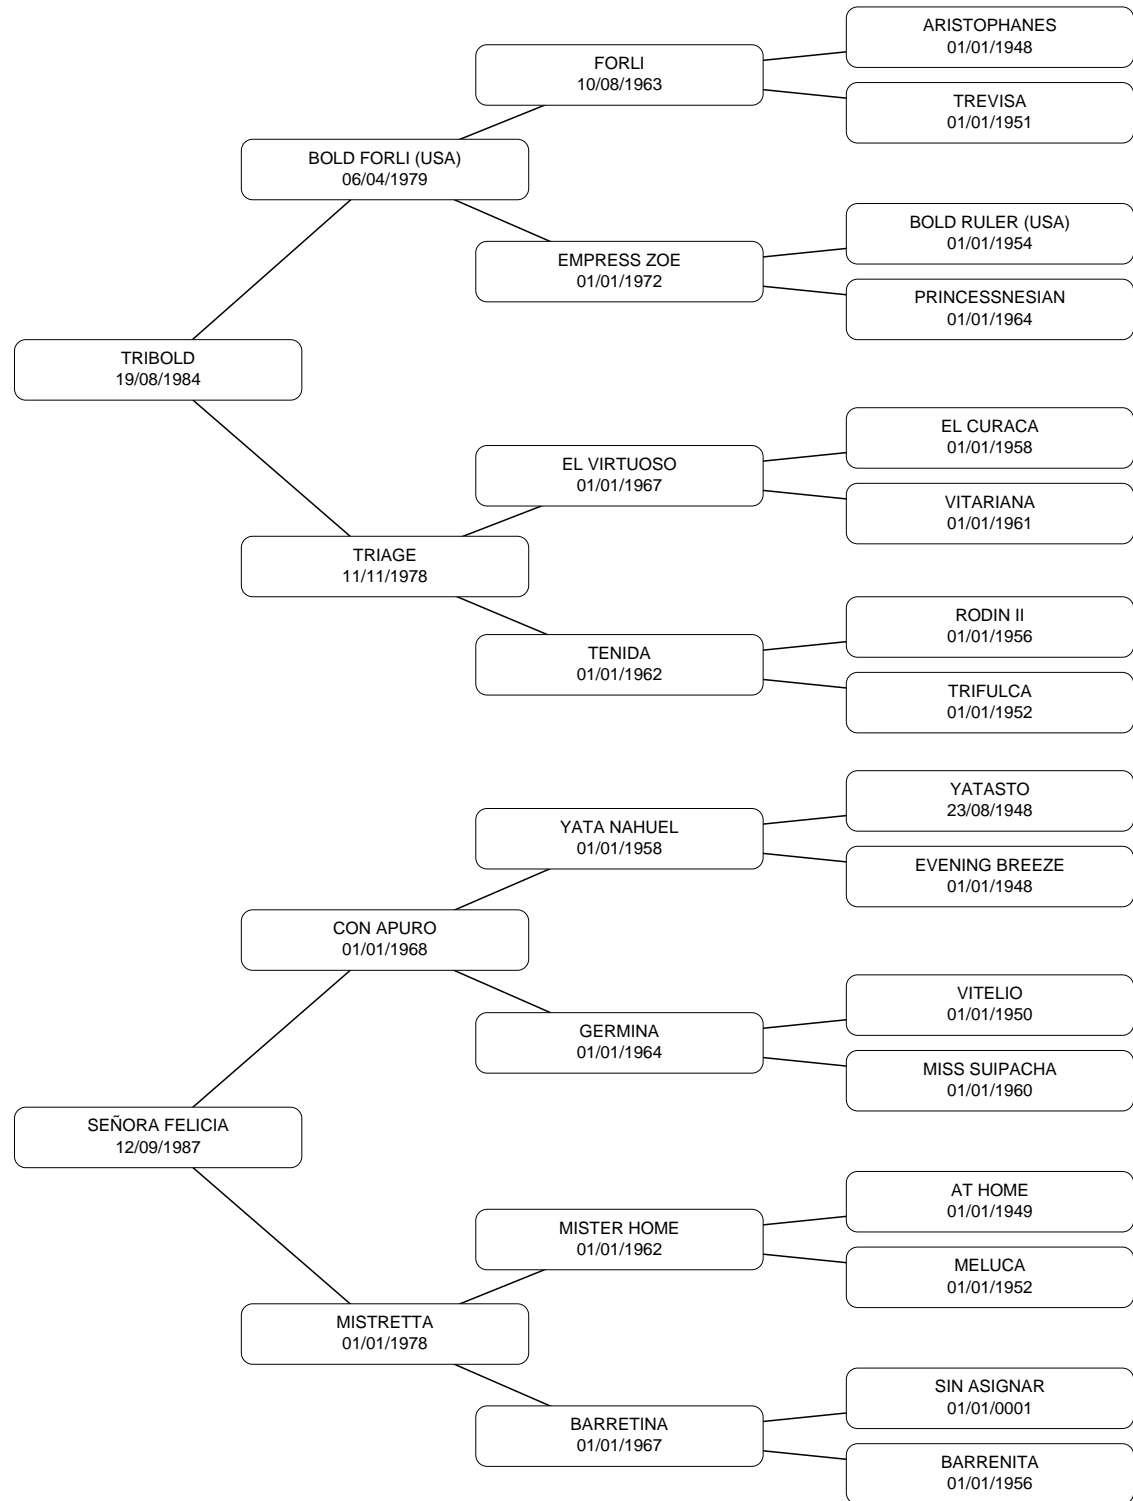 ARISTOPHANES
01/01/1948
FORLI
10/08/1963
TREVISA
01/01/1951
BOLD FORLI (USA)
06/04/1979
BOLD RULER (USA)
01/01/1954
EMPRESS ZOE
01/01/1972
PRINCESSNESIAN
01/01/1964
TRIBOLD
19/08/1984
EL CURACA
01/01/1958
EL VIRTUOSO
01/01/1967
VITARIANA
01/01/1961
TRIAGE
11/11/1978
RODIN II
01/01/1956
TENIDA
01/01/1962
TRIFULCA
01/01/1952
YATASTO
23/08/1948
YATA NAHUEL
01/01/1958
EVENING BREEZE
01/01/1948
CON APURO
01/01/1968
VITELIO
01/01/1950
GERMINA
01/01/1964
MISS SUIPACHA
01/01/1960
SEÑORA FELICIA
12/09/1987
AT HOME
01/01/1949
MISTER HOME
01/01/1962
MELUCA
01/01/1952
MISTRETTA
01/01/1978
SIN ASIGNAR
01/01/0001
BARRETINA
01/01/1967
BARRENITA
01/01/1956